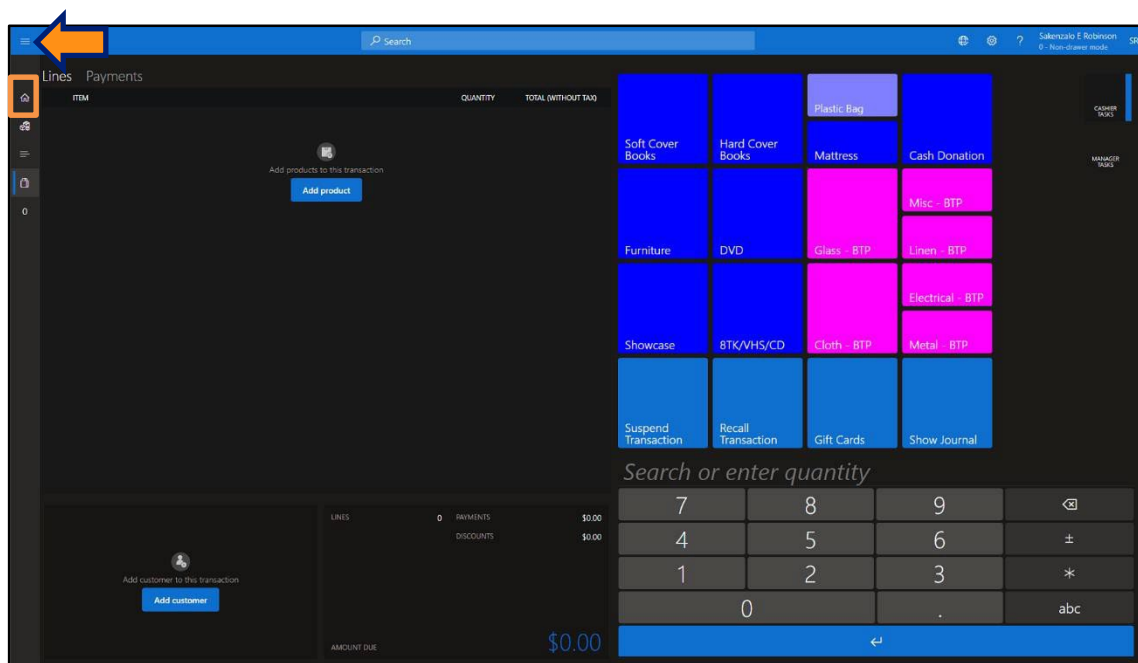 Search
Sakenzalo E Robinson
0 - Non-drawer mode
SR
?
Lines Payments
ITEM QUANTITY TOTAL (WITHOUT TAX)
Add products to this transaction
Add product
0
Soft Cover
Books
Hard Cover
Books
Plastic Bag
Mattress
Cash Donation
Furniture
DVD
Glass - BTP
Misc - BTP
Linen - BTP
Showcase
8TK/VHS/CD
Cloth - BTP
Electrical - BTP
Metal - BTP
Suspend
Transaction
Recall
Transaction
Gift Cards
Show Journal
CASHIER
TASKS
MANAGER
TASKS
Search or enter quantity
7 8 9
4 5 6 ±
1 2 3 *
0 . abc
Add customer to this transaction
Add customer
LINES 0 PAYMENTS $0.00
DISCOUNTS $0.00
AMOUNT DUE $0.00